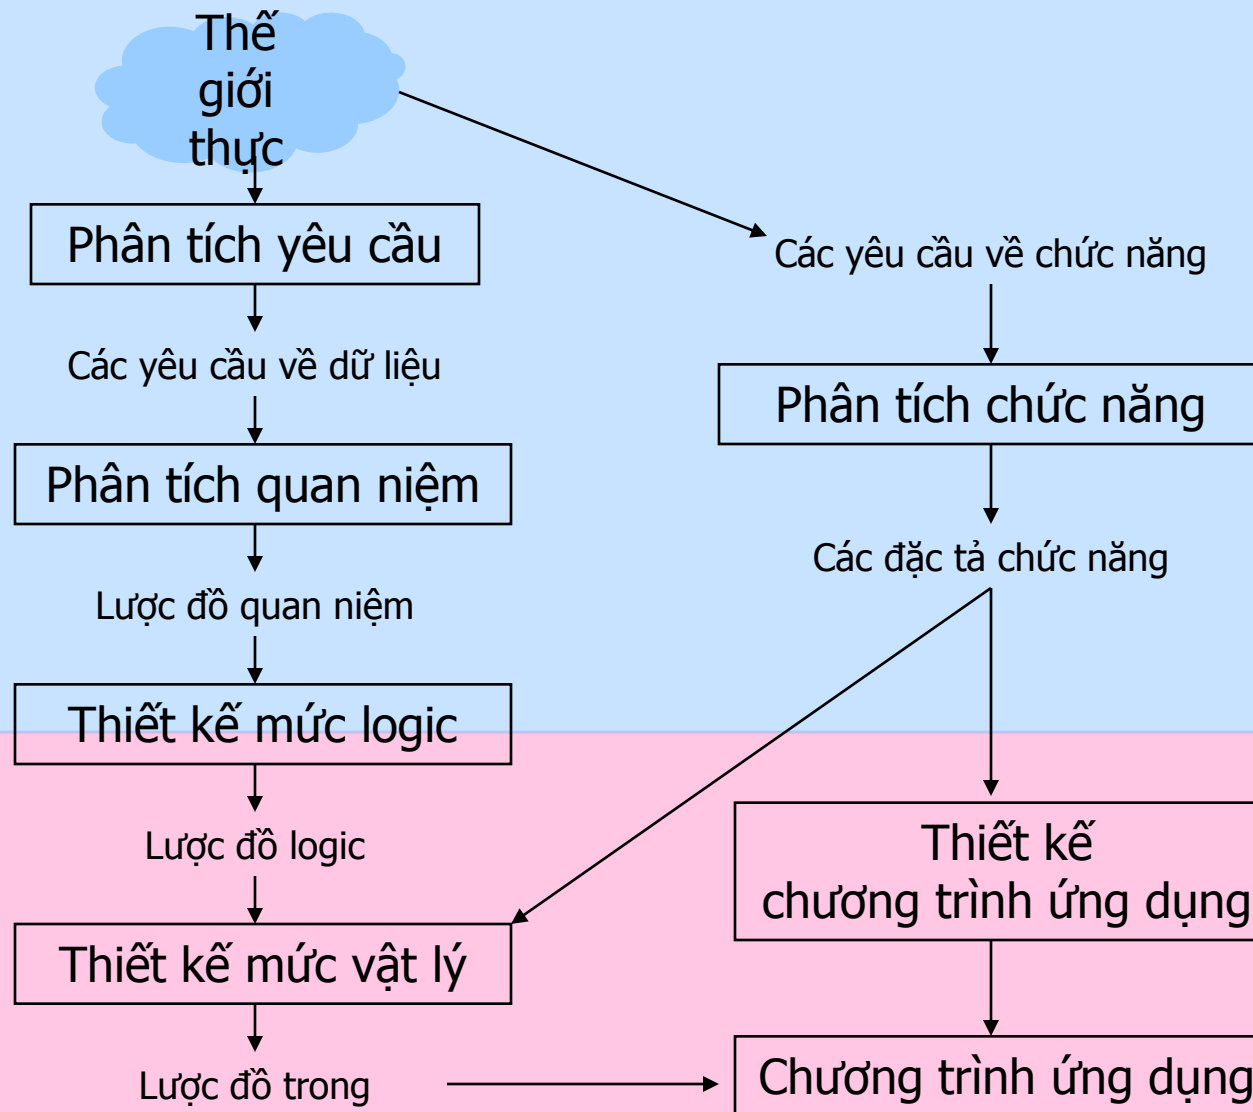 Thế
giới
thực
Phân tích yêu cầu
Các yêu cầu về chức năng
Các yêu cầu về dữ liệu
Phân tích chức năng
Phân tích quan niệm
Các đặc tả chức năng
Lược đồ quan niệm
Thiết kế mức logic
Lược đồ logic
Thiết kế
chương trình ứng dụng
Thiết kế mức vật lý
Lược đồ trong
Chương trình ứng dụng